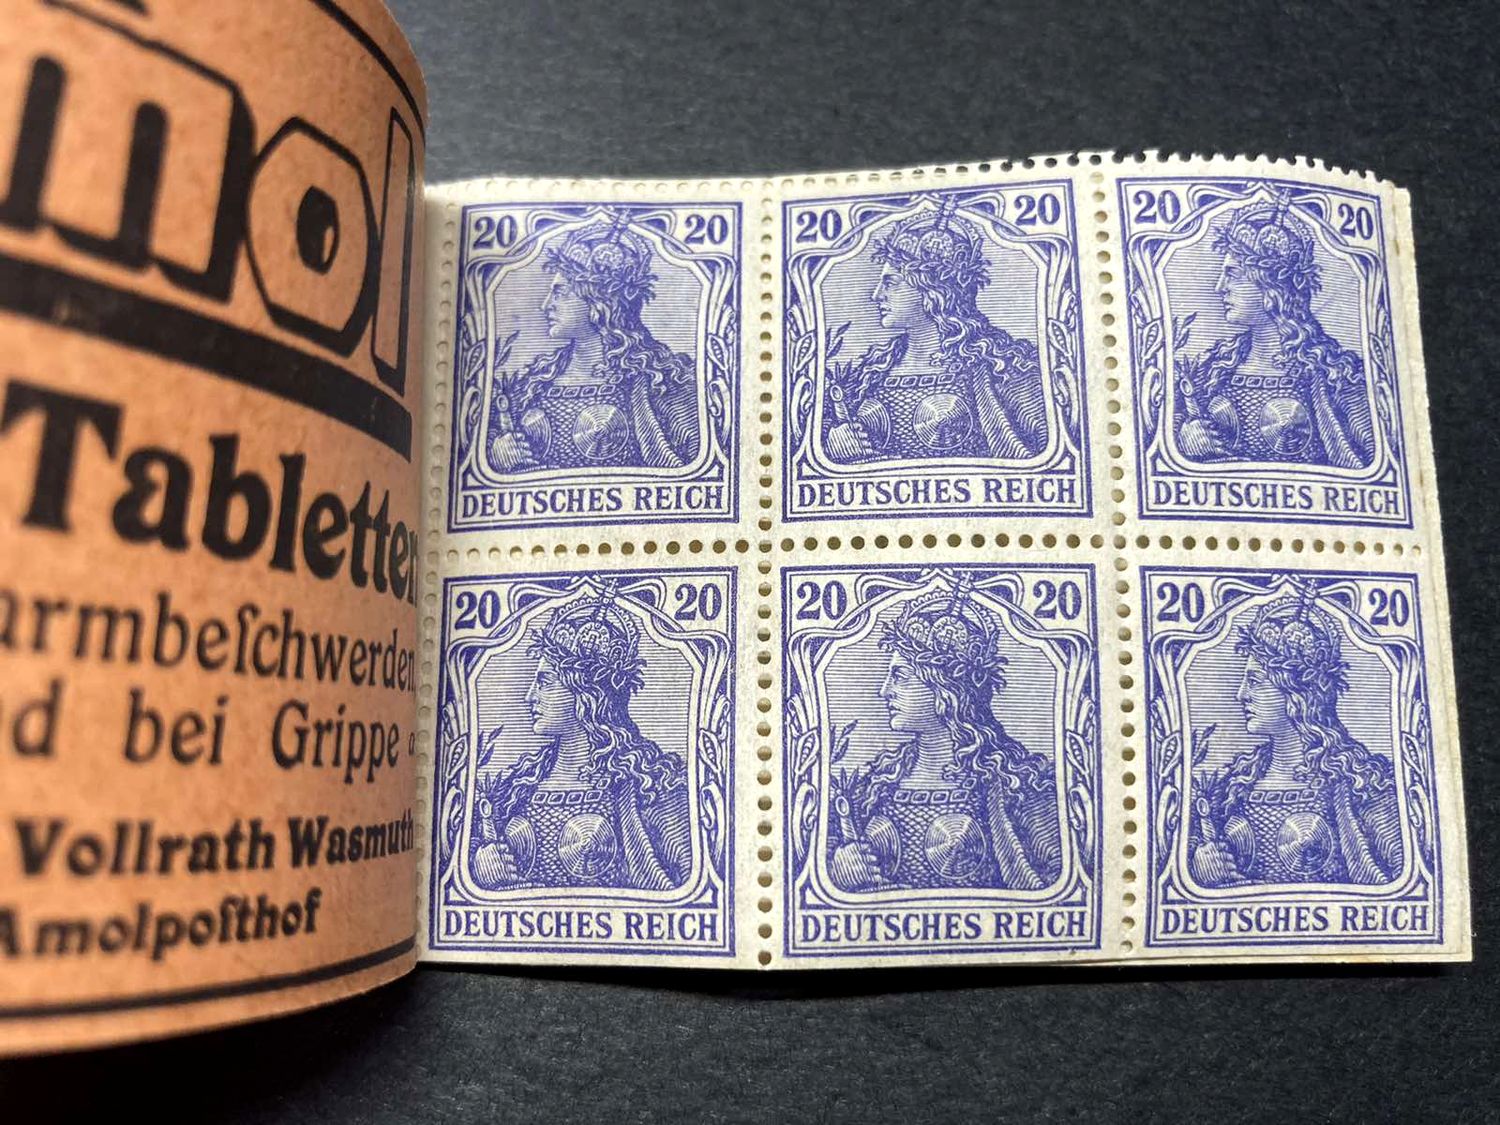 mol
Tabletten
armbeſchwerden
d bei Grippe
Vollrath Wasmuth
Amolpoſthof
20 20 20 20 20 20
DEUTSCHES REICH DEUTSCHES REICH DEUTSCHES REICH
20 20 20 20 20 20
DEUTSCHES REICH DEUTSCHES REICH DEUTSCHES REICH